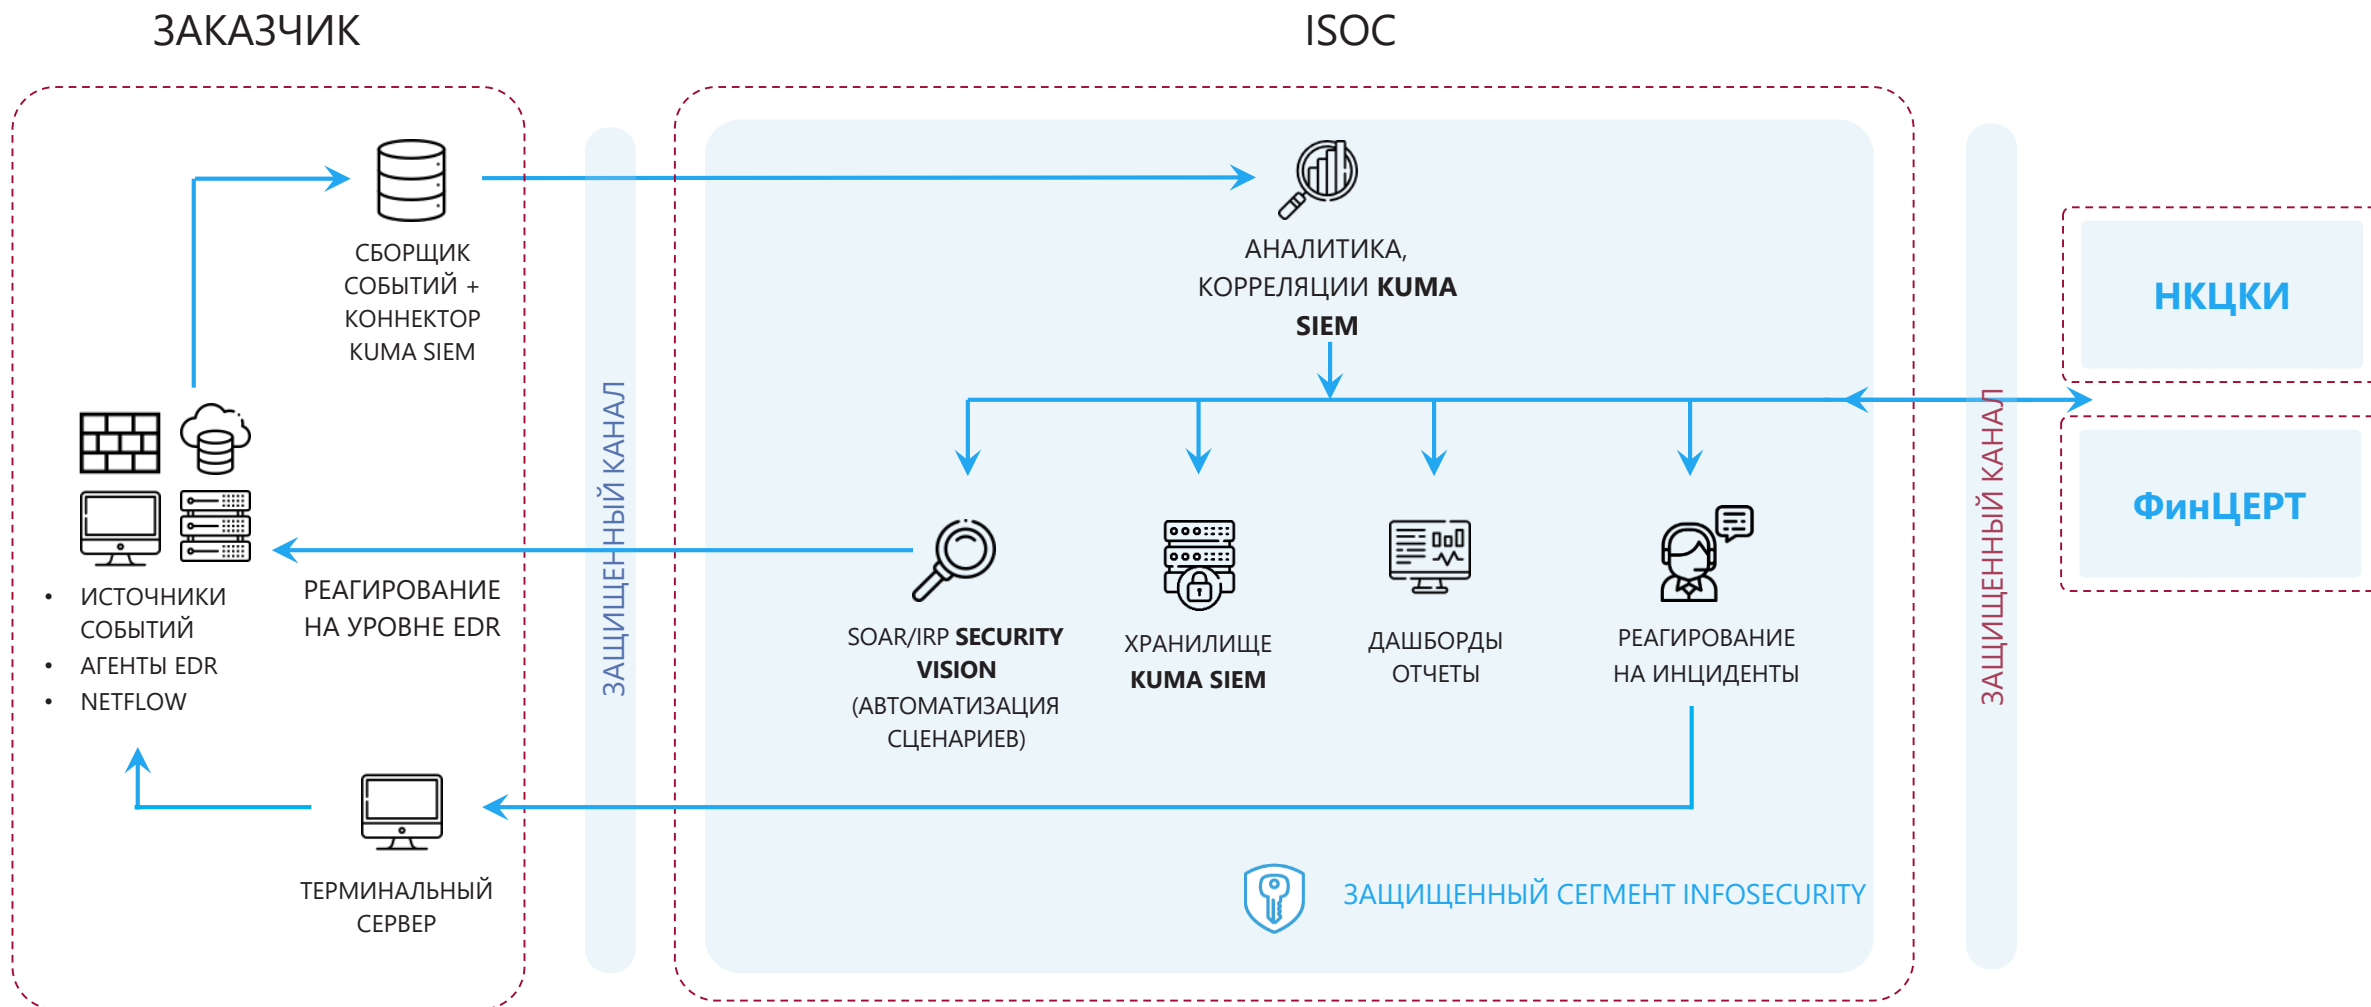 ЗАКАЗЧИК
ISOC
СБОРЩИК
СОБЫТИЙ +
КОННЕКТОР
KUMA SIEM
• ИСТОЧНИКИ
СОБЫТИЙ
• АГЕНТЫ EDR
• NETFLOW
РЕАГИРОВАНИЕ
НА УРОВНЕ EDR
ТЕРМИНАЛЬНЫЙ
СЕРВЕР
ЗАЩИЩЕННЫЙ КАНАЛ
АНАЛИТИКА,
КОРРЕЛЯЦИИ KUMA
SIEM
SOAR/IRP SECURITY
VISION
(АВТОМАТИЗАЦИЯ
СЦЕНАРИЕВ)
ХРАНИЛИЩЕ
KUMA SIEM
ДАШБОРДЫ
ОТЧЕТЫ
РЕАГИРОВАНИЕ
НА ИНЦИДЕНТЫ
ЗАЩИЩЕННЫЙ СЕГМЕНТ INFOSECURITY
ЗАЩИЩЕННЫЙ КАНАЛ
НКЦКИ
ФинЦЕРТ